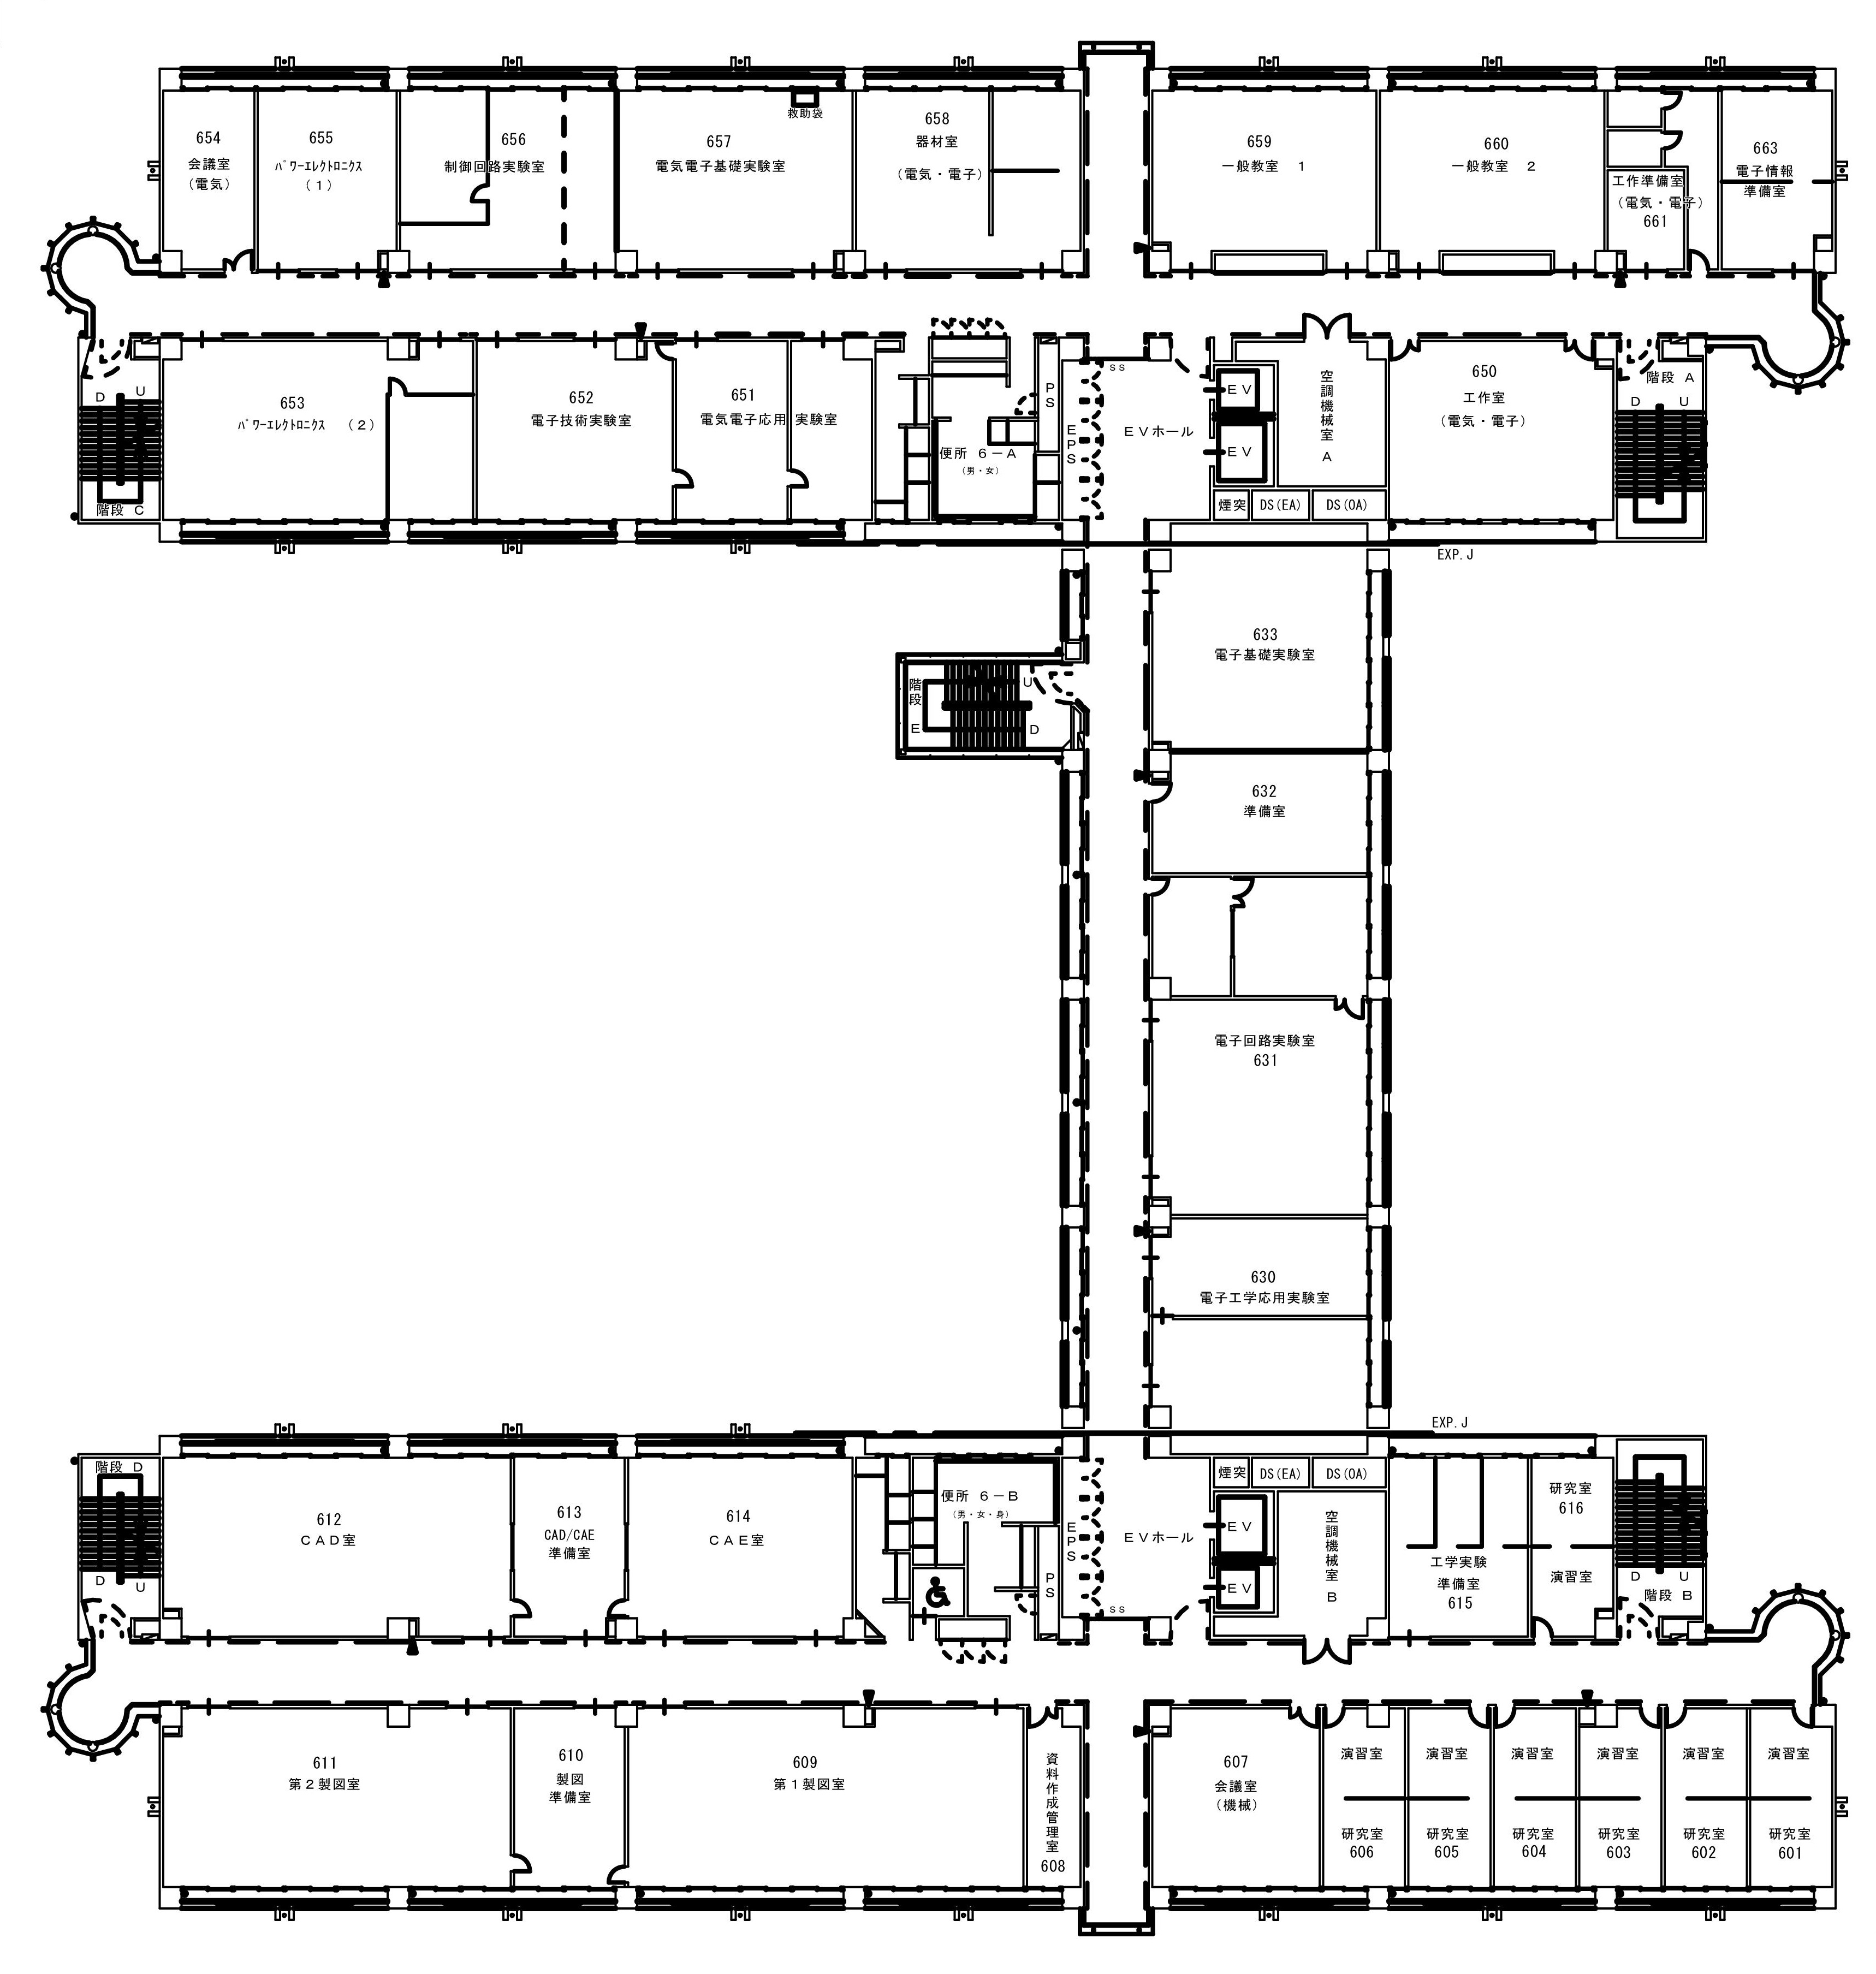 654
会議室
（電気）
655
ﾊﾟﾜｰｴﾚｸﾄﾛﾆｸｽ
（１）
656
制御回路実験室
657
電気電子基礎実験室
救助袋
658
器材室
（電気・電子）
659
一般教室　１
660
一般教室　２
工作準備室
（電気・電子）
661
663
電子情報
準備室
D
U
階段 C
653
ﾊﾟﾜｰｴﾚｸﾄﾛﾆｸｽ　（２）
652
電子技術実験室
651
電気電子応用実験室
便所 ６－A
（男・女）
PS
EPS
SS
ＥＶホール
ＥＶ
ＥＶ
空調機械室 A
煙突
DS(EA)
DS(OA)
650
工作室
（電気・電子）
階段 A
D
U
EXP.J
633
電子基礎実験室
階段 E
U
D
632
準備室
電子回路実験室
631
630
電子工学応用実験室
EXP.J
階段 D
D
U
612
ＣＡＤ室
613
CAD/CAE
準備室
614
ＣＡＥ室
便所 ６－B
（男・女・身）
PS
EPS
SS
ＥＶホール
煙突
DS(EA)
DS(OA)
ＥＶ
ＥＶ
空調機械室 B
工学実験
準備室
615
研究室
616
演習室
D
U
階段 B
611
第２製図室
610
製図
準備室
609
第１製図室
資料作成管理室
608
607
会議室
（機械）
演習室
研究室
606
演習室
研究室
605
演習室
研究室
604
演習室
研究室
603
演習室
研究室
602
演習室
研究室
601